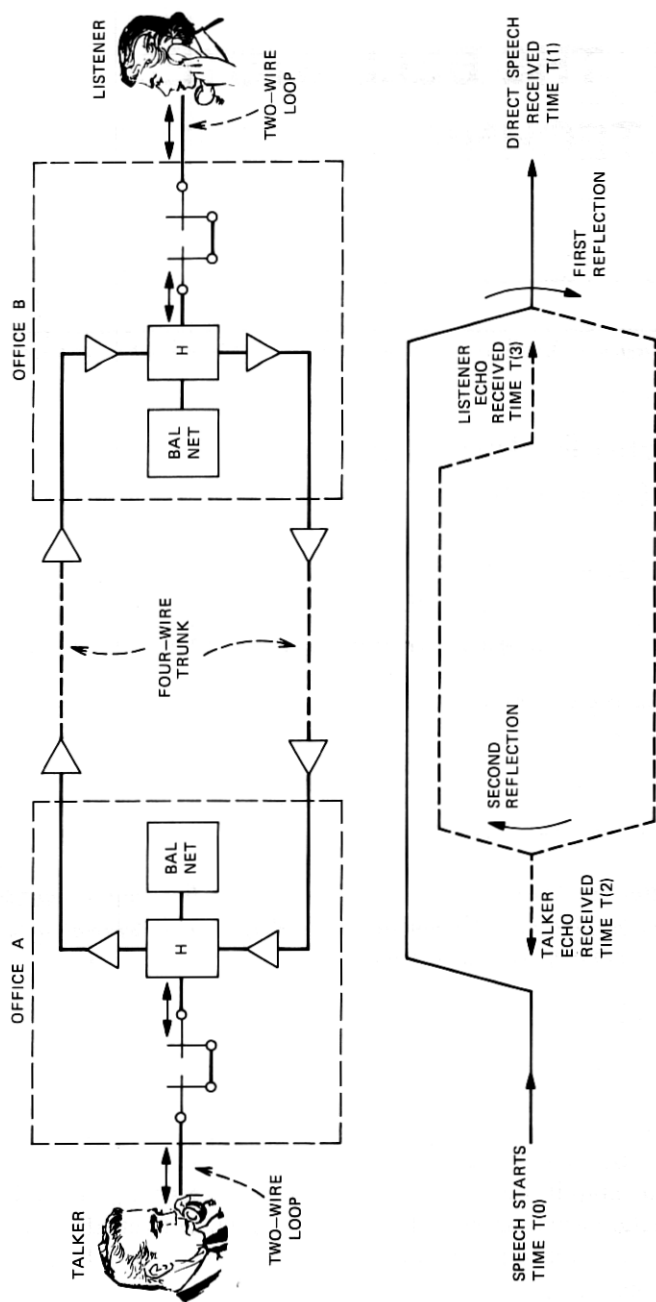 OFFICE A
OFFICE B
TALKER
LISTENER
H
BAL
NET
BAL
NET
H
TWO-WIRE
LOOP
FOUR-WIRE
TRUNK
TWO-WIRE
LOOP
SPEECH STARTS
TIME T(0)
TALKER
ECHO
RECEIVED
TIME T(2)
SECOND
REFLECTION
LISTENER
ECHO
RECEIVED
TIME T(3)
FIRST
REFLECTION
DIRECT SPEECH
RECEIVED
TIME T(1)